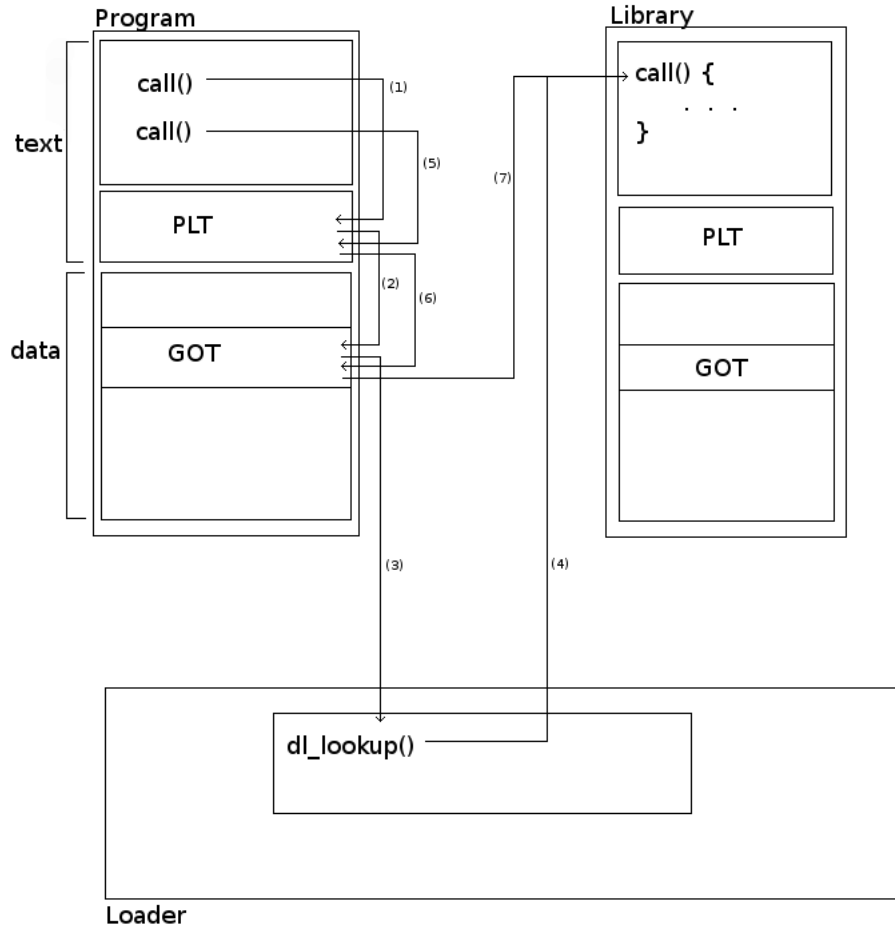 Program
Library
call()
(1)
call() {
. . .
}
call()
text
(5)
(7)
PLT
PLT
(2)
(6)
data
GOT
GOT
(3)
(4)
dl_lookup()
Loader